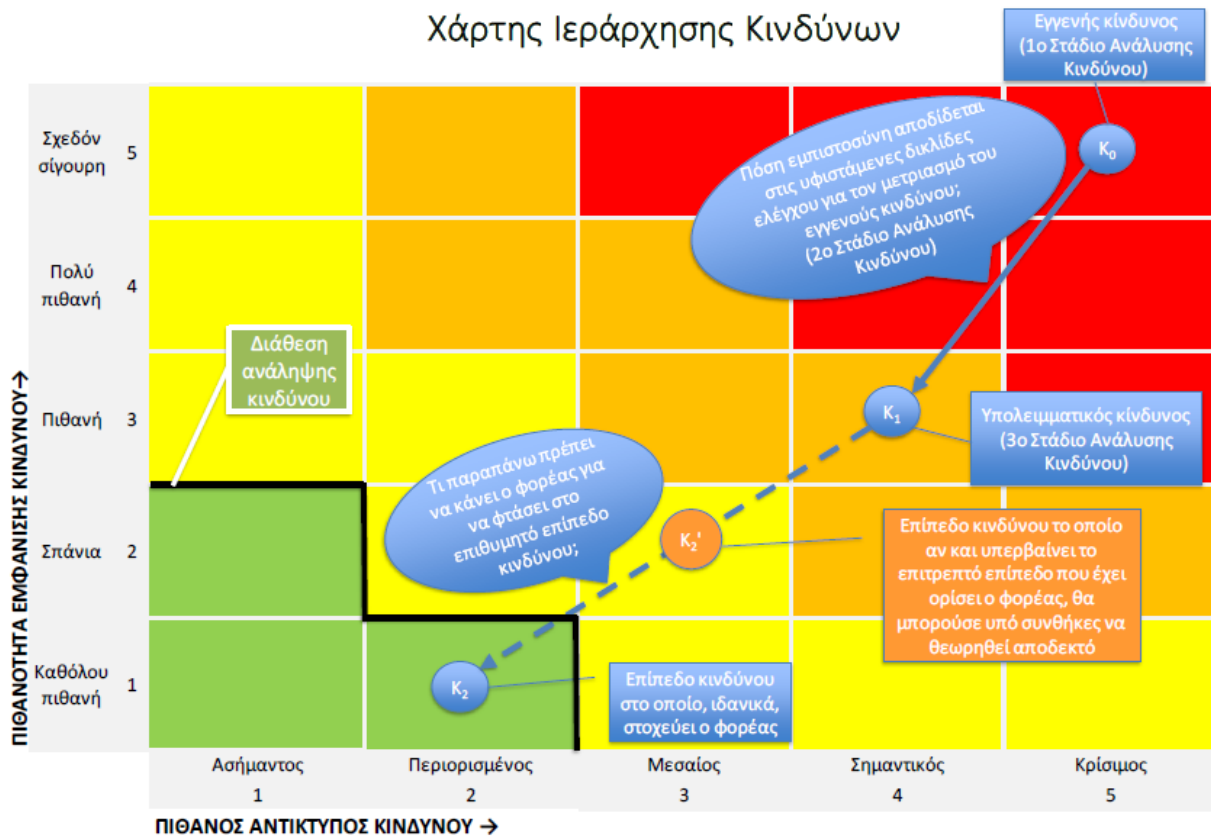 Χάρτης Ιεράρχησης Κινδύνων
Εγγενής κίνδυνος
(1ο Στάδιο Ανάλυσης
Κινδύνου)
Σχεδόν
σίγουρη
5
Πόση εμπιστοσύνη αποδίδεται
στις υφιστάμενες δικλίδες
ελέγχου για τον μετριασμό του
εγγενούς κινδύνου;
(2ο Στάδιο Ανάλυσης
Κινδύνου)
K0
Πολύ
πιθανή
4
Διάθεση
ανάληψης
κινδύνου
Πιθανή
3
K1
Υπολειμματικός κίνδυνος
(3ο Στάδιο Ανάλυσης
Κινδύνου)
Τι παραπάνω πρέπει
να κάνει ο φορέας για
να φτάσει στο
επιθυμητό επίπεδο
κινδύνου;
Σπάνια
2
K2'
Επίπεδο κινδύνου το οποίο
αν και υπερβαίνει το
επιτρεπτό επίπεδο που έχει
ορίσει ο φορέας, θα
μπορούσε υπό συνθήκες να
θεωρηθεί αποδεκτό
Καθόλου
πιθανή
1
K2
Επίπεδο κινδύνου
στο οποίο, ιδανικά,
στοχεύει ο φορέας
ΠΙΘΑΝΟΤΗΤΑ ΕΜΦΑΝΙΣΗΣ ΚΙΝΔΥΝΟΥ→
Ασήμαντος
1
Περιορισμένος
2
Μεσαίος
3
Σημαντικός
4
Κρίσιμος
5
ΠΙΘΑΝΟΣ ΑΝΤΙΚΤΥΠΟΣ ΚΙΝΔΥΝΟΥ →